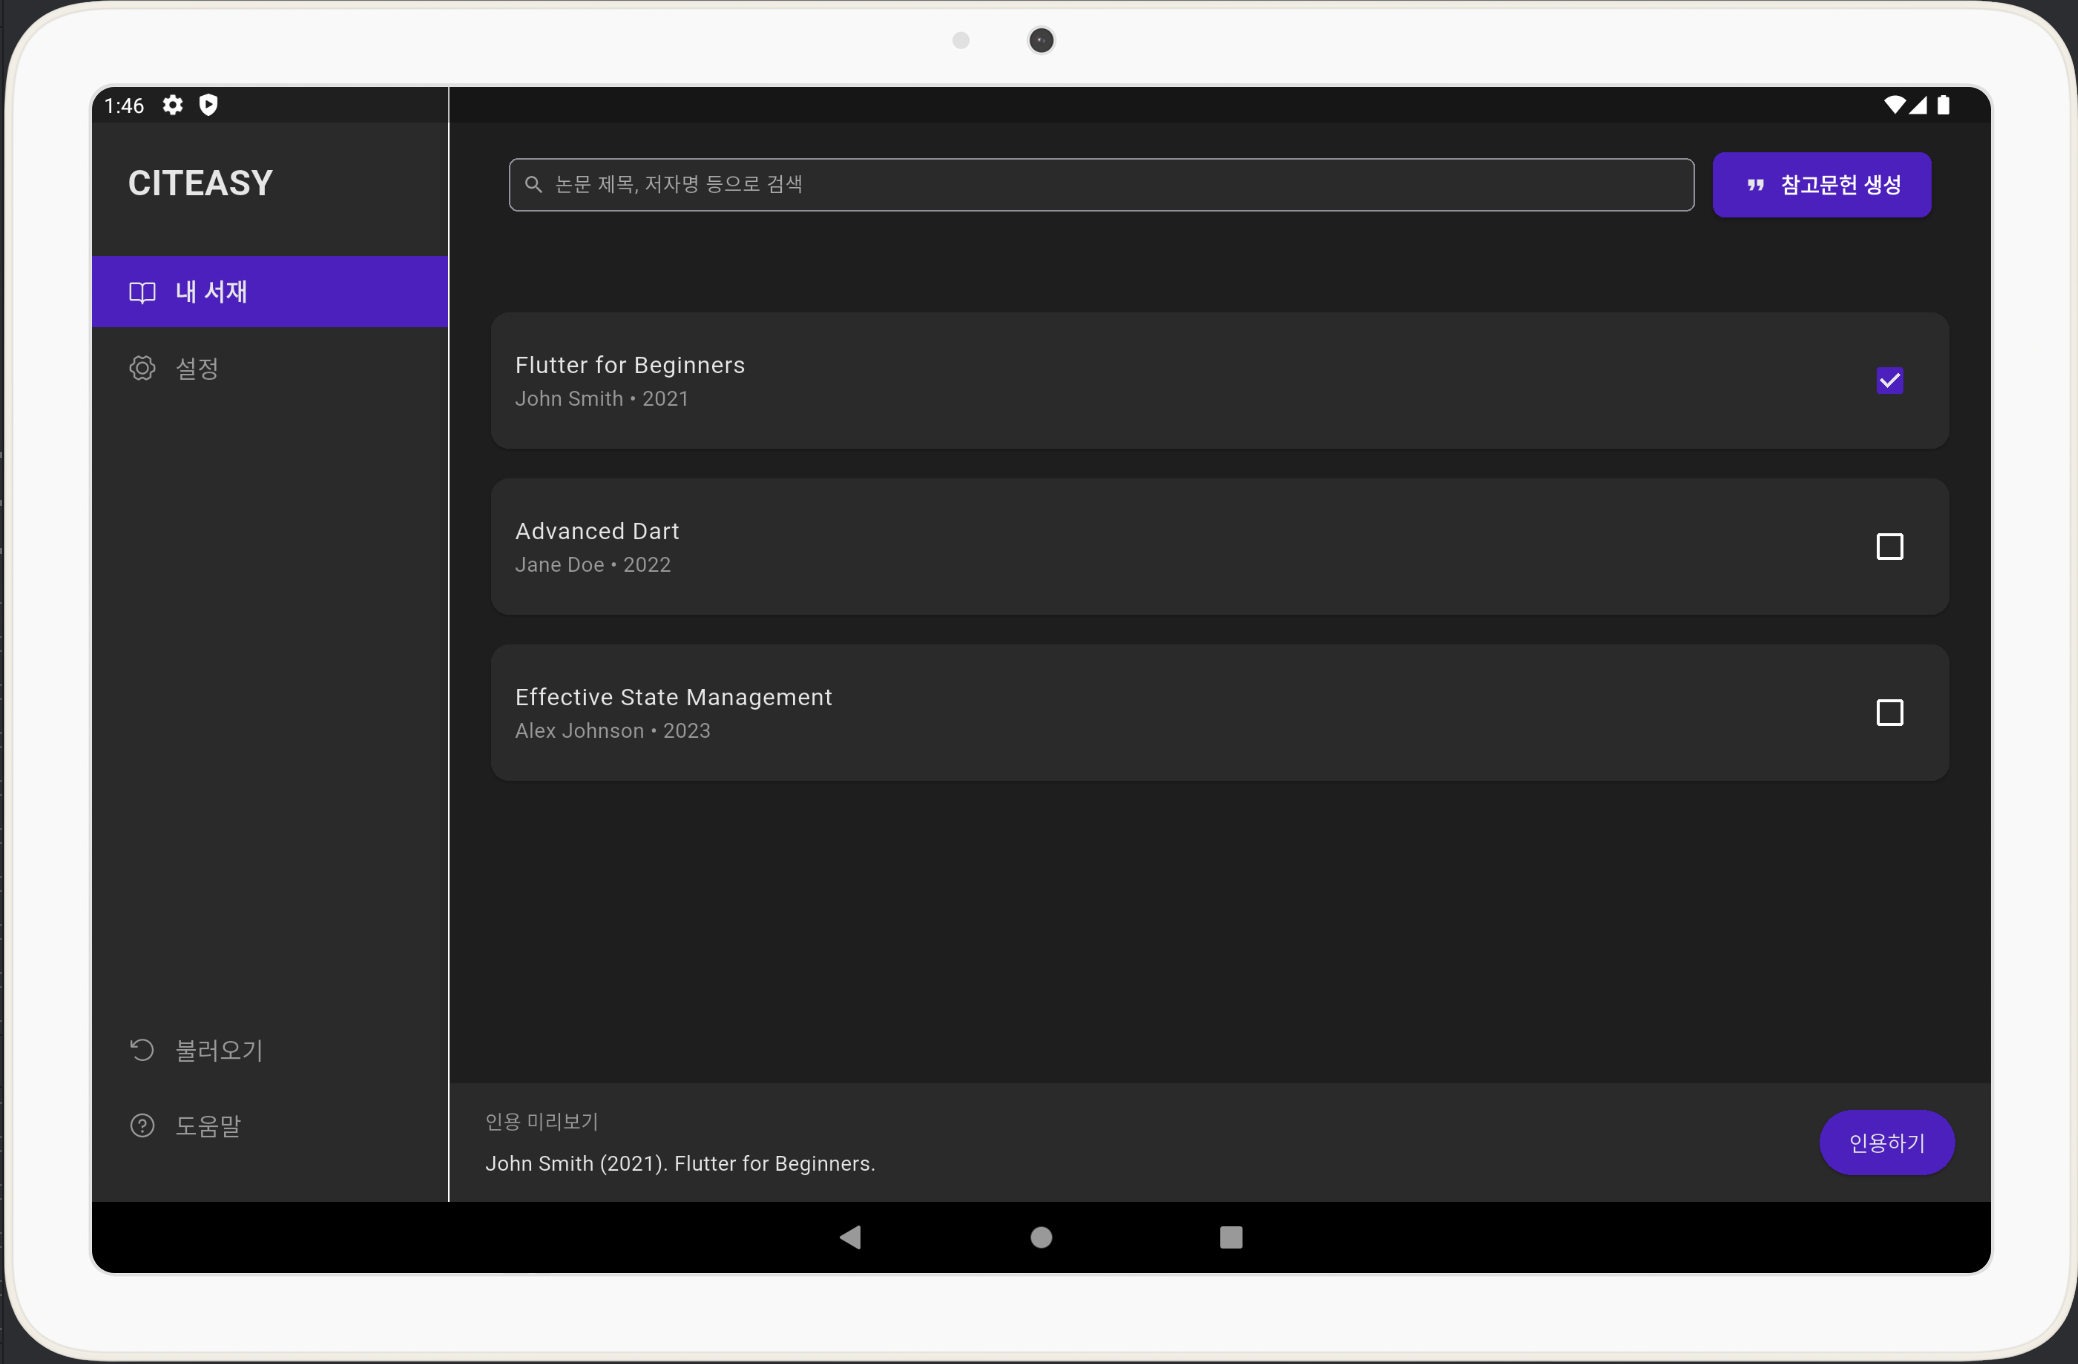 1:46
CITEASY
내 서재
설정
불러오기
도움말
논문 제목, 저자명 등으로 검색
참고문헌 생성
Flutter for Beginners
John Smith • 2021
Advanced Dart
Jane Doe • 2022
Effective State Management
Alex Johnson • 2023
인용 미리보기
John Smith (2021). Flutter for Beginners.
인용하기